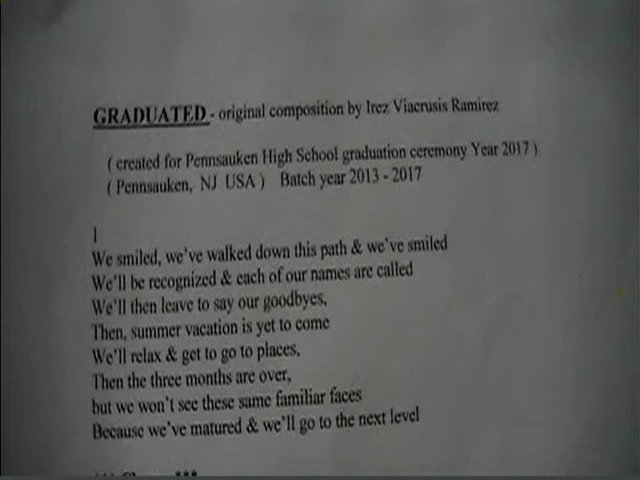 GRADUATED - original composition by Irez Viacrusis Ramirez
( created for Pennsauken High School graduation ceremony Year 2017 )
( Pennsauken, NJ USA ) Batch year 2013 - 2017
I
We smiled, we've walked down this path & we've smiled
We'll be recognized & each of our names are called
We'll then leave to say our goodbyes,
Then, summer vacation is yet to come
We'll relax & get to go to places,
Then the three months are over,
but we won't see these same familiar faces
Because we've matured & we'll go to the next level